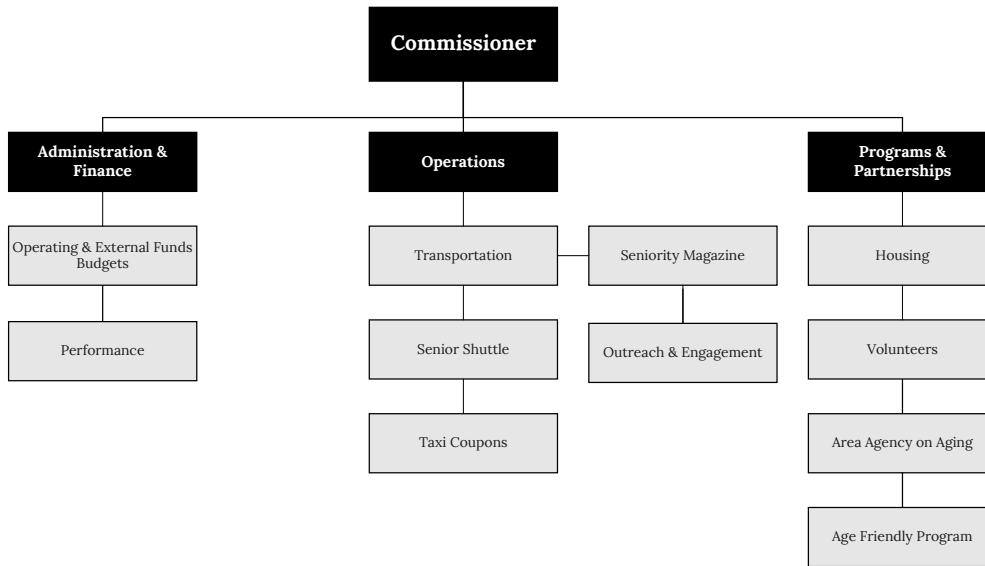 Commissioner
Administration &
Finance
Operations
Programs &
Partnerships
Operating & External Funds
Budgets
Transportation
Seniority Magazine
Housing
Performance
Senior Shuttle
Outreach & Engagement
Volunteers
Taxi Coupons
Area Agency on Aging
Age Friendly Program